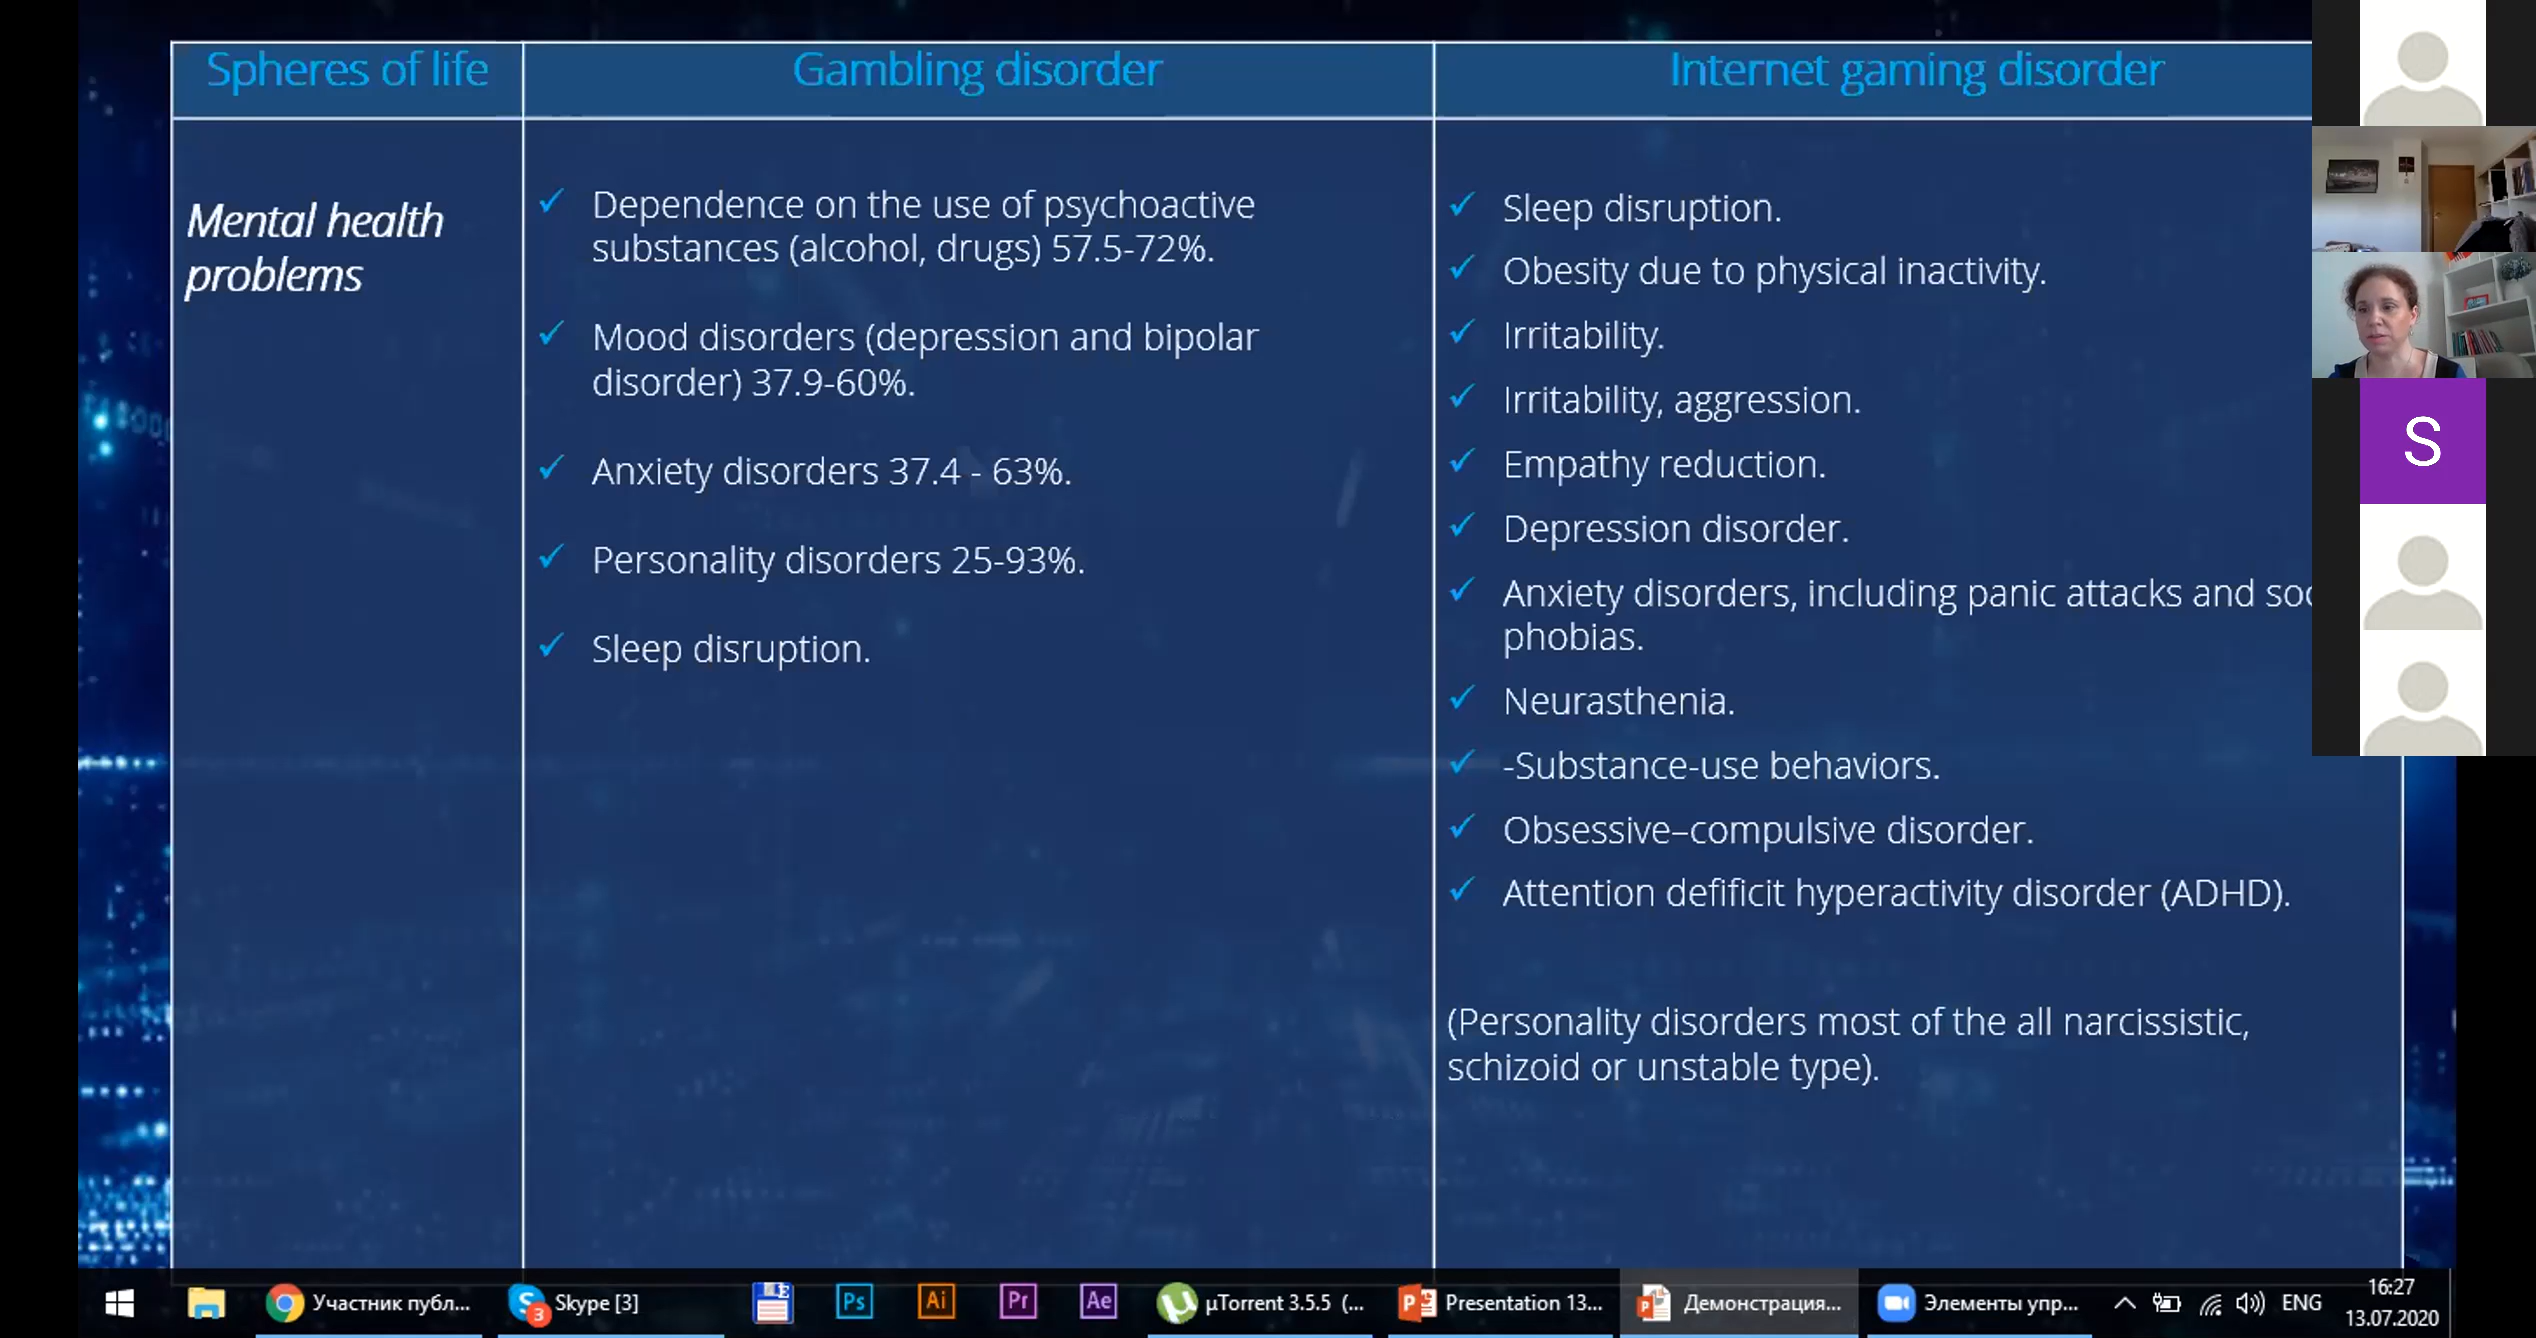 Spheres of life
Gambling disorder
Internet gaming disorder
Mental health
problems
Dependence on the use of psychoactive
substances (alcohol, drugs) 57.5-72%.
Mood disorders (depression and bipolar
disorder) 37.9-60%.
Anxiety disorders 37.4 - 63%.
Personality disorders 25-93%.
Sleep disruption.
Sleep disruption.
Obesity due to physical inactivity.
Irritability.
Irritability, aggression.
Empathy reduction.
Depression disorder.
Anxiety disorders, including panic attacks and soc
phobias.
Neurasthenia.
-Substance-use behaviors.
Obsessive–compulsive disorder.
Attention defificit hyperactivity disorder (ADHD).
(Personality disorders most of the all narcissistic,
schizoid or unstable type).
S
Участник публ...
3
Skype [3]
E
Ps
Ai
Pr
Ae
µTorrent 3.5.5 (...
Presentation 13...
Демонстрация...
Элементы упр...
ENG
16:27
13.07.2020